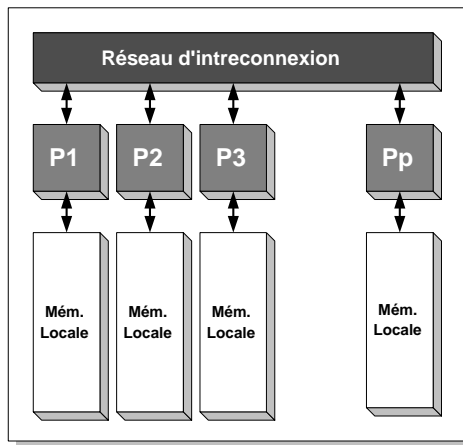 Réseau d'intreconnexion
P1
P2
P3
Pp
Mém.
Locale
Mém.
Locale
Mém.
Locale
Mém.
Locale